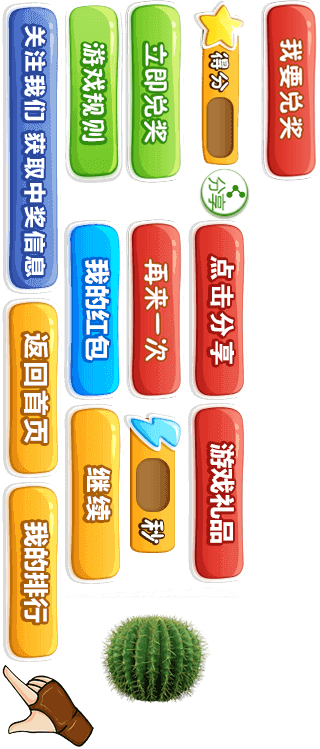 我要兑奖
得分
分享
点击分享
游戏礼品
立即兑奖
再来一次
秒
游戏规则
我的红包
继续
关注我们 获取中奖信息
返回首页
我的排行